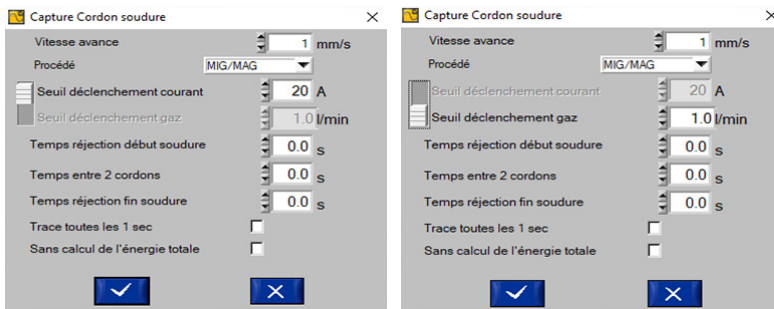 Capture Cordon soudure
Vitesse avance 1 mm/s
Procédé MIG/MAG
Seuil déclenchement courant 20 A
Seuil déclenchement gaz 1.0 l/min
Temps réjection début soudure 0.0 s
Temps entre 2 cordons 0.0 s
Temps réjection fin soudure 0.0 s
Trace toutes les 1 sec
Sans calcul de l'énergie totale
Capture Cordon soudure
Vitesse avance 1 mm/s
Procédé MIG/MAG
Seuil déclenchement courant 20 A
Seuil déclenchement gaz 1.0 l/min
Temps réjection début soudure 0.0 s
Temps entre 2 cordons 0.0 s
Temps réjection fin soudure 0.0 s
Trace toutes les 1 sec
Sans calcul de l'énergie totale